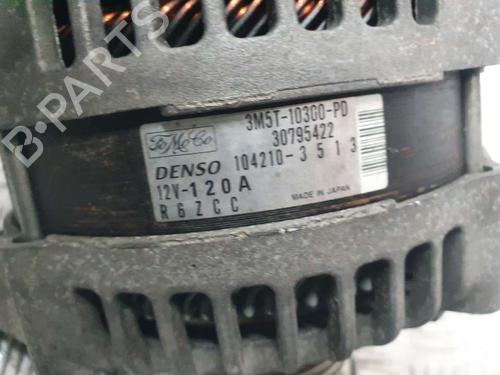 3M5T-10300-PD
30795422
FoMoCo
DENSO 104210-3513
12V-120A
MADE IN JAPAN
R6ZCC
B-PARTS